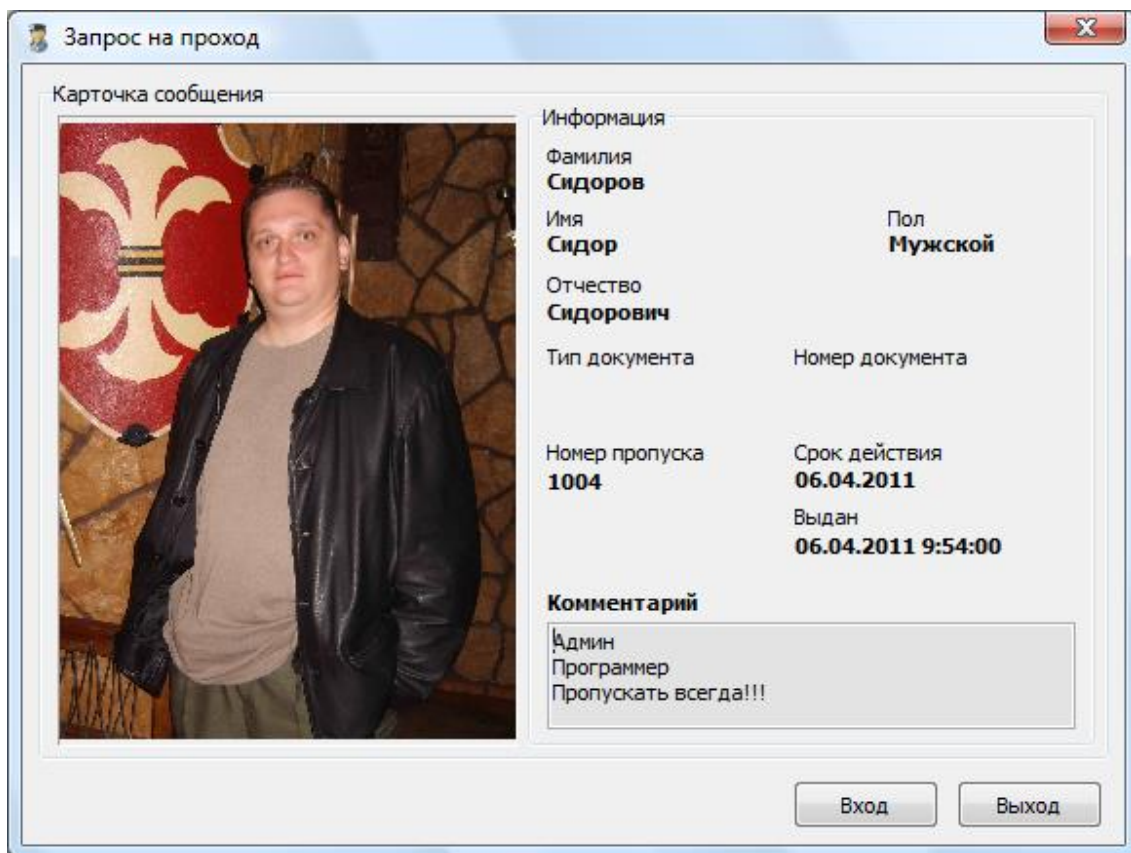 Запрос на проход
Карточка сообщения
Информация
Фамилия
Сидоров
Имя
Пол
Сидор
Мужской
Отчество
Сидорович
Тип документа
Номер документа
Номер пропуска
Срок действия
1004
06.04.2011
Выдан
06.04.2011 9:54:00
Комментарий
Админ
Программер
Пропускать всегда!!!
Вход
Выход